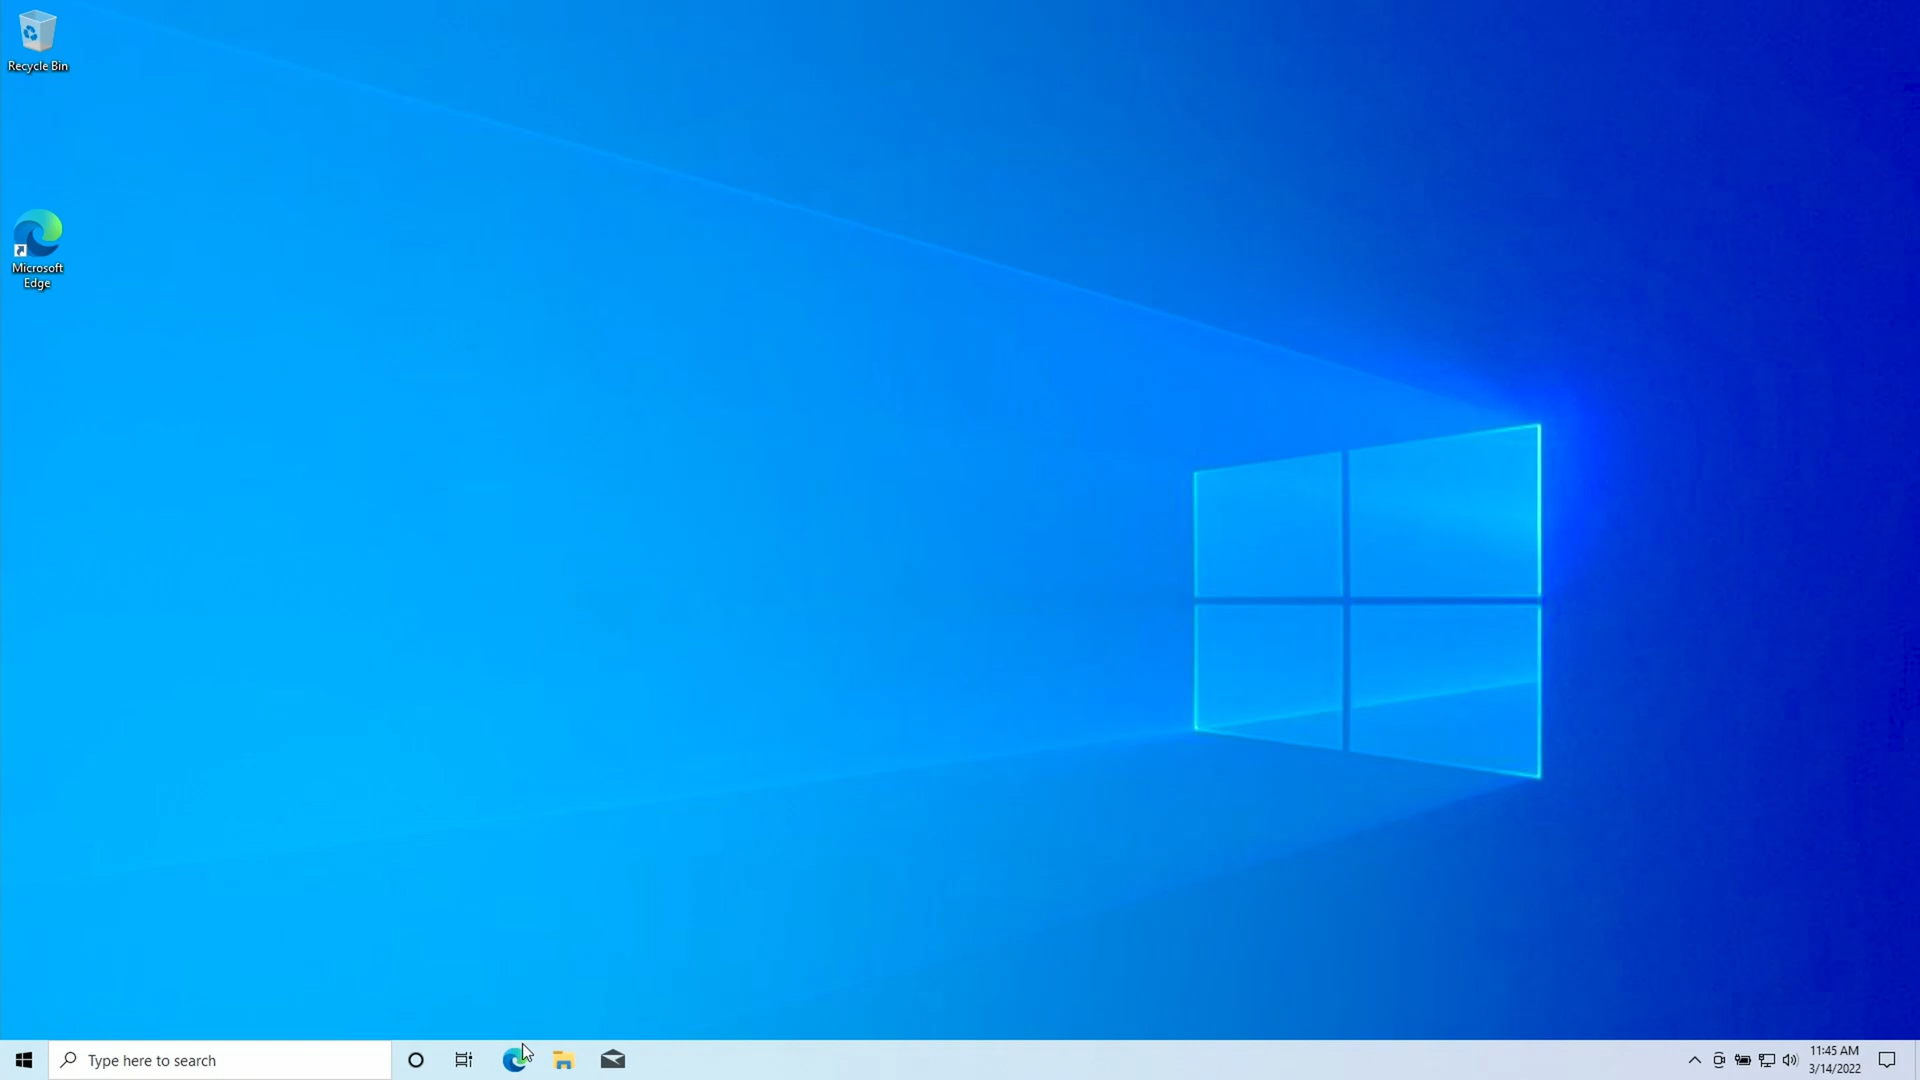 Recycle Bin
Microsoft
Edge
Type here to search
11:45 AM
3/14/2022